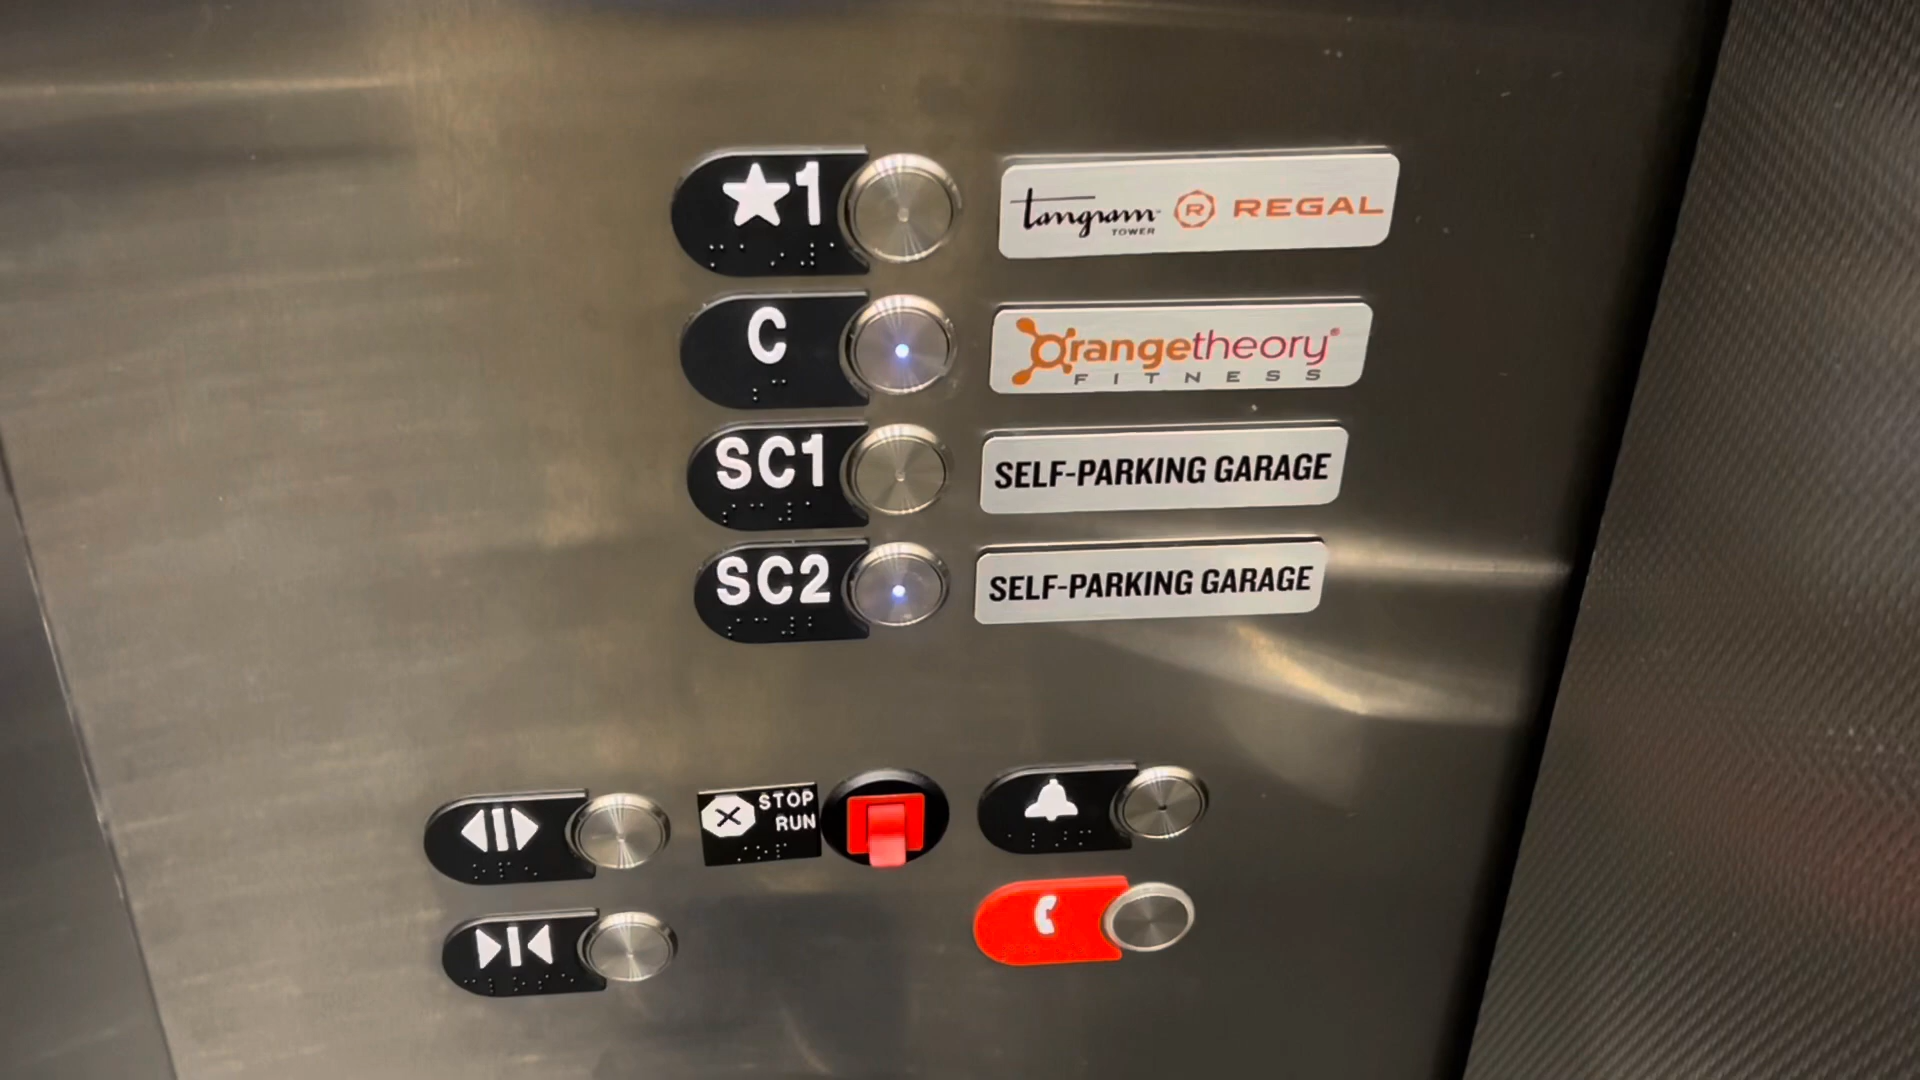 ★1
tangram TOWER R REGAL
C
Orangetheory®
FITNESS
SC1
SELF-PARKING GARAGE
SC2
SELF-PARKING GARAGE
STOP
RUN